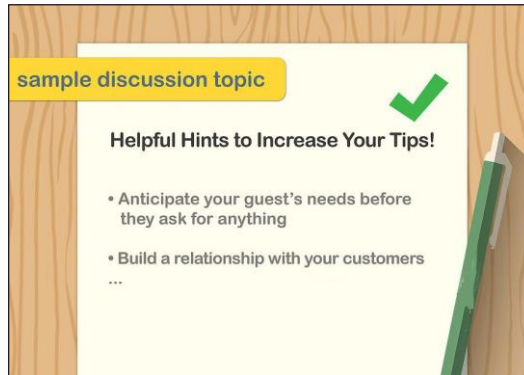 sample discussion topic
Helpful Hints to Increase Your Tips!
• Anticipate your guest's needs before
they ask for anything
• Build a relationship with your customers
...